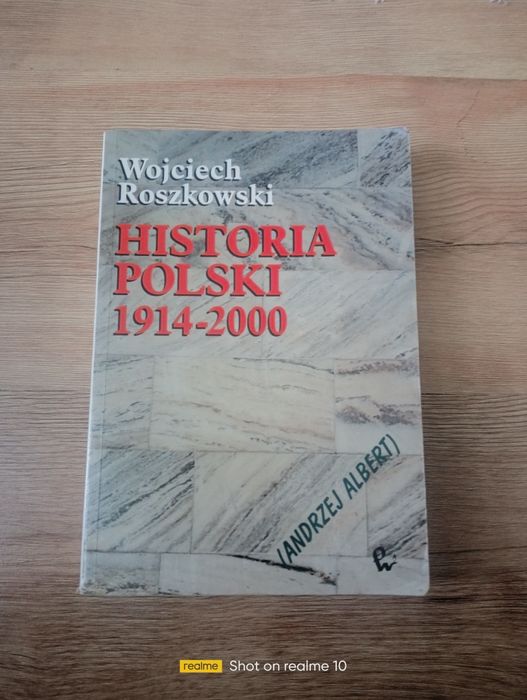 Wojciech
Roszkowski
HISTORIA
POLSKI
1914-2000
(ANDRZEJ ALBERT)
realme Shot on realme 10